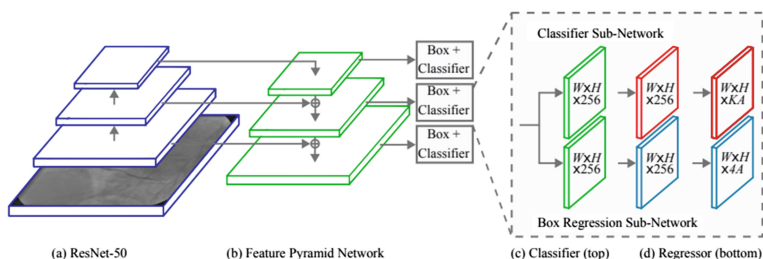 Box +
Classifier
Box +
Classifier
Box +
Classifier
Classifier Sub-Network
W×H
×256
W×H
×256
W×H
×KA
W×H
×256
W×H
×256
W×H
×4A
Box Regression Sub-Network
(a) ResNet-50
(b) Feature Pyramid Network
(c) Classifier (top)
(d) Regressor (bottom)